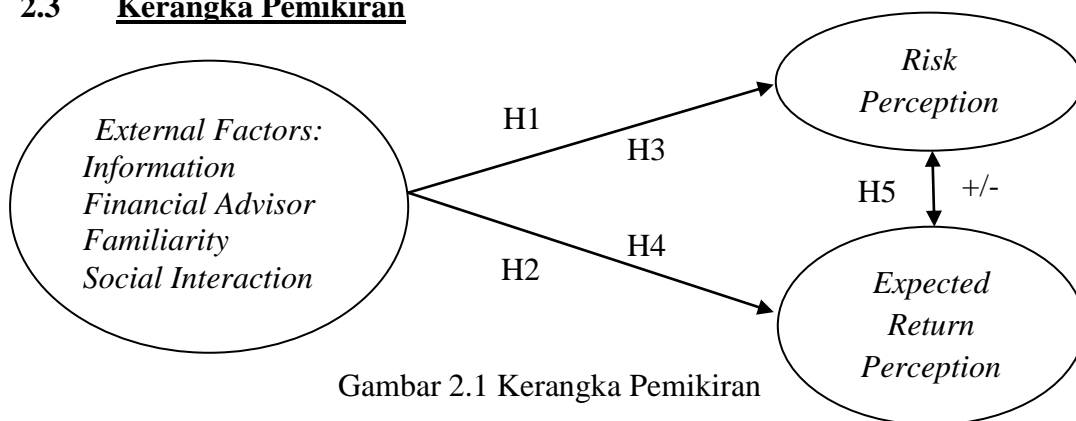 2.3 Kerangka Pemikiran
External Factors:
Information
Financial Advisor
Familiarity
Social Interaction
H1
H3
H4
H2
Risk
Perception
H5 +/-
Expected
Return
Perception
Gambar 2.1 Kerangka Pemikiran